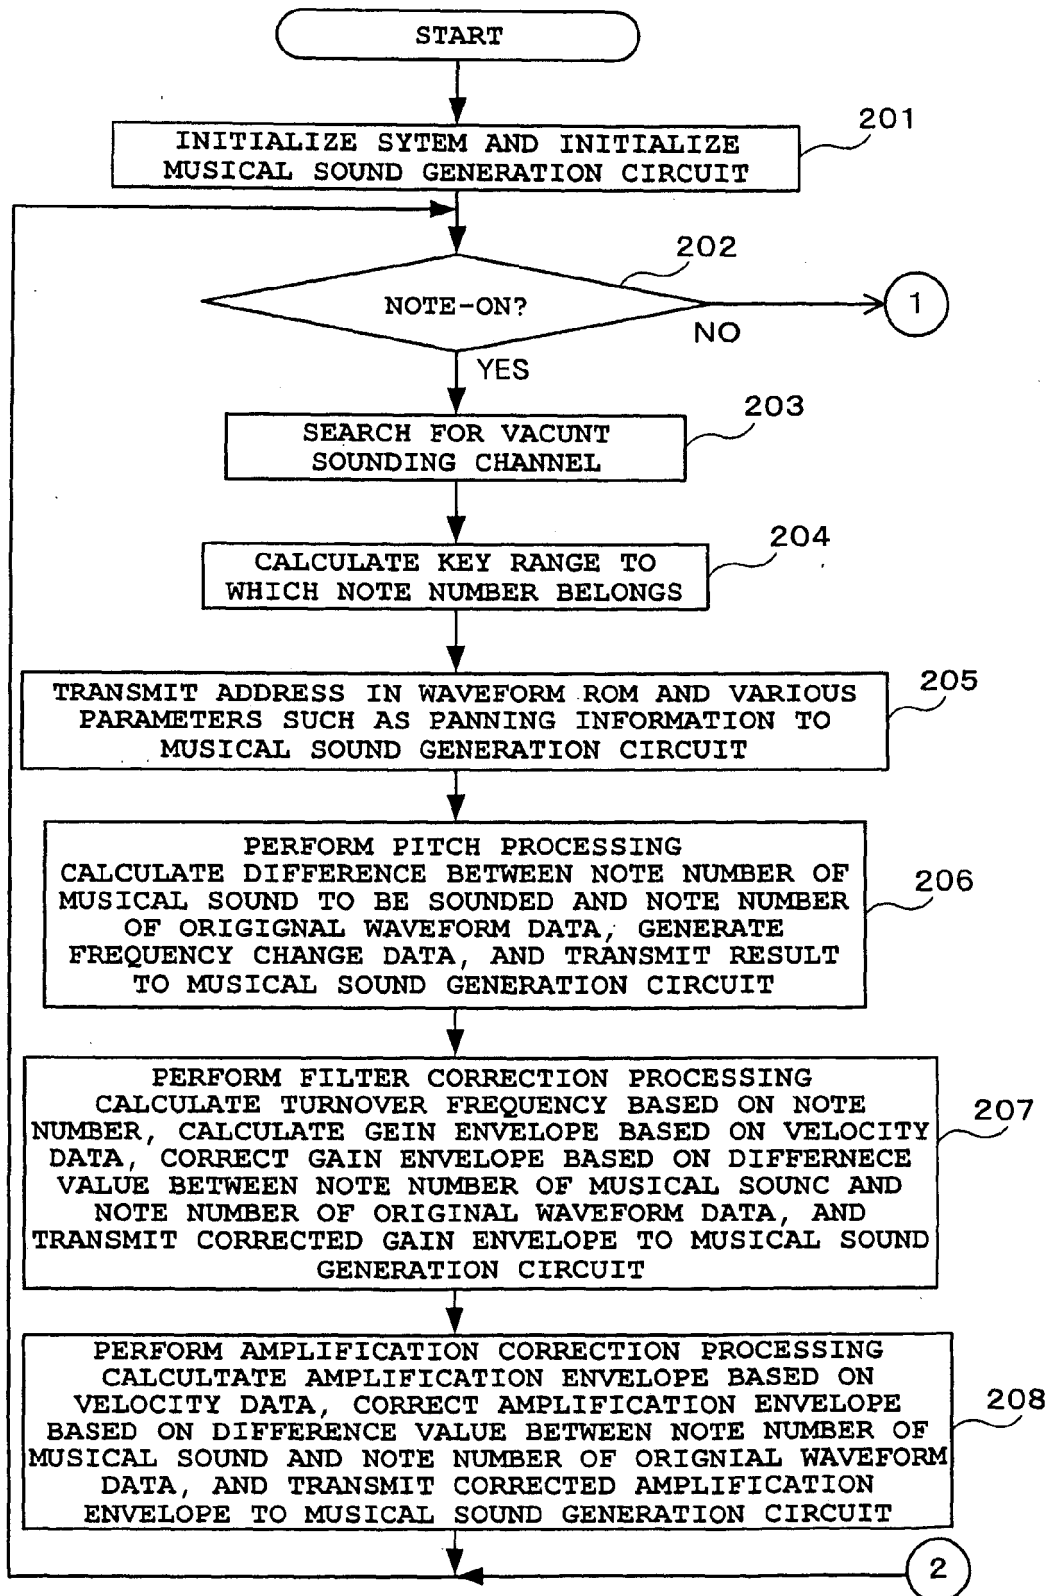 START
INITIALIZE SYTEM AND INITIALIZE
MUSICAL SOUND GENERATION CIRCUIT
201
NOTE-ON?
202
NO
1
YES
SEARCH FOR VACUNT
SOUNDING CHANNEL
203
CALCULATE KEY RANGE TO
WHICH NOTE NUMBER BELONGS
204
TRANSMIT ADDRESS IN WAVEFORM ROM AND VARIOUS
PARAMETERS SUCH AS PANNING INFORMATION TO
MUSICAL SOUND GENERATION CIRCUIT
205
PERFORM PITCH PROCESSING
CALCULATE DIFFERENCE BETWEEN NOTE NUMBER OF
MUSICAL SOUND TO BE SOUNDED AND NOTE NUMBER
OF ORIGIGNAL WAVEFORM DATA, GENERATE
FREQUENCY CHANGE DATA, AND TRANSMIT RESULT
TO MUSICAL SOUND GENERATION CIRCUIT
206
PERFORM FILTER CORRECTION PROCESSING
CALCULATE TURNOVER FREQUENCY BASED ON NOTE
NUMBER, CALCULATE GEIN ENVELOPE BASED ON VELOCITY
DATA, CORRECT GAIN ENVELOPE BASED ON DIFFERNECE
VALUE BETWEEN NOTE NUMBER OF MUSICAL SOUNC AND
NOTE NUMBER OF ORIGINAL WAVEFORM DATA, AND
TRANSMIT CORRECTED GAIN ENVELOPE TO MUSICAL SOUND
GENERATION CIRCUIT
207
PERFORM AMPLIFICATION CORRECTION PROCESSING
CALCULTATE AMPLIFICATION ENVELOPE BASED ON
VELOCITY DATA, CORRECT AMPLIFICATION ENVELOPE
BASED ON DIFFERENCE VALUE BETWEEN NOTE NUMBER OF
MUSICAL SOUND AND NOTE NUMBER OF ORIGNIAL WAVEFORM
DATA, AND TRANSMIT CORRECTED AMPLIFICATION
ENVELOPE TO MUSICAL SOUND GENERATION CIRCUIT
208
2